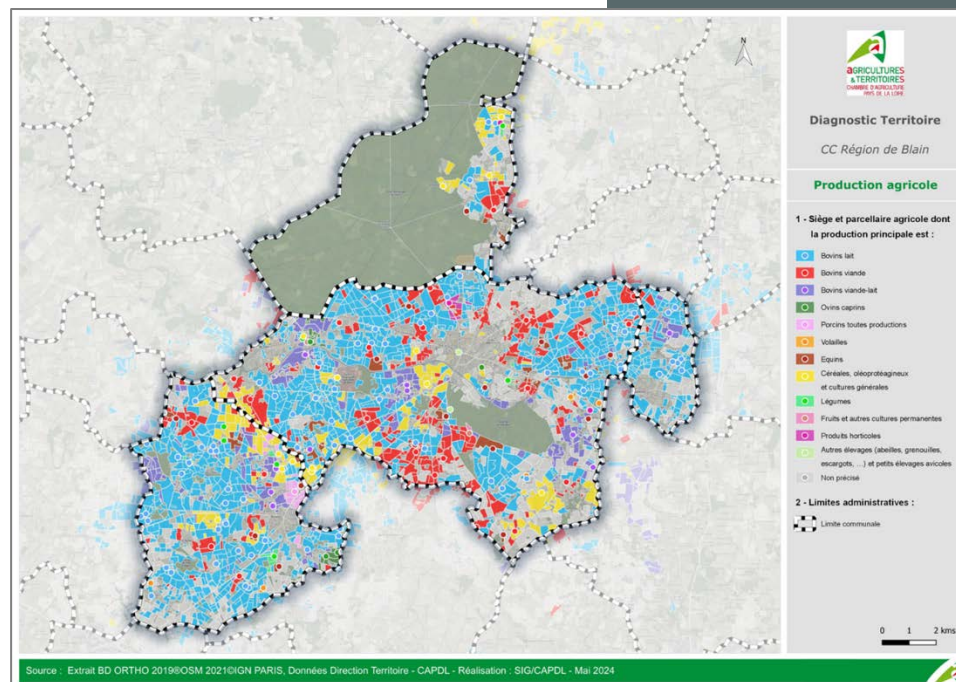 N
AGRICULTURES
& TERRITOIRES
CHAMBRE D'AGRICULTURE
PAYS DE LA LOIRE
Diagnostic Territoire
CC Région de Blain
Production agricole
1 - Siège et parcellaire agricole dont
la production principale est :
Bovins lait
Bovins viande
Bovins viande-lait
Ovins caprins
Porcins toutes productions
Volailles
Equins
Céréales, oléoprotéagineux
et cultures générales
Légumes
Fruits et autres cultures permanentes
Produits horticoles
Autres élevages (abeilles, grenouilles,
escargots, ...) et petits élevages avicoles
Non précisé
2 - Limites administratives :
Limite communale
0 1 2 kms
Source : Extrait BD ORTHO 2019®OSM 2021©IGN PARIS, Données Direction Territoire - CAPDL - Réalisation : SIG/CAPDL - Mai 2024